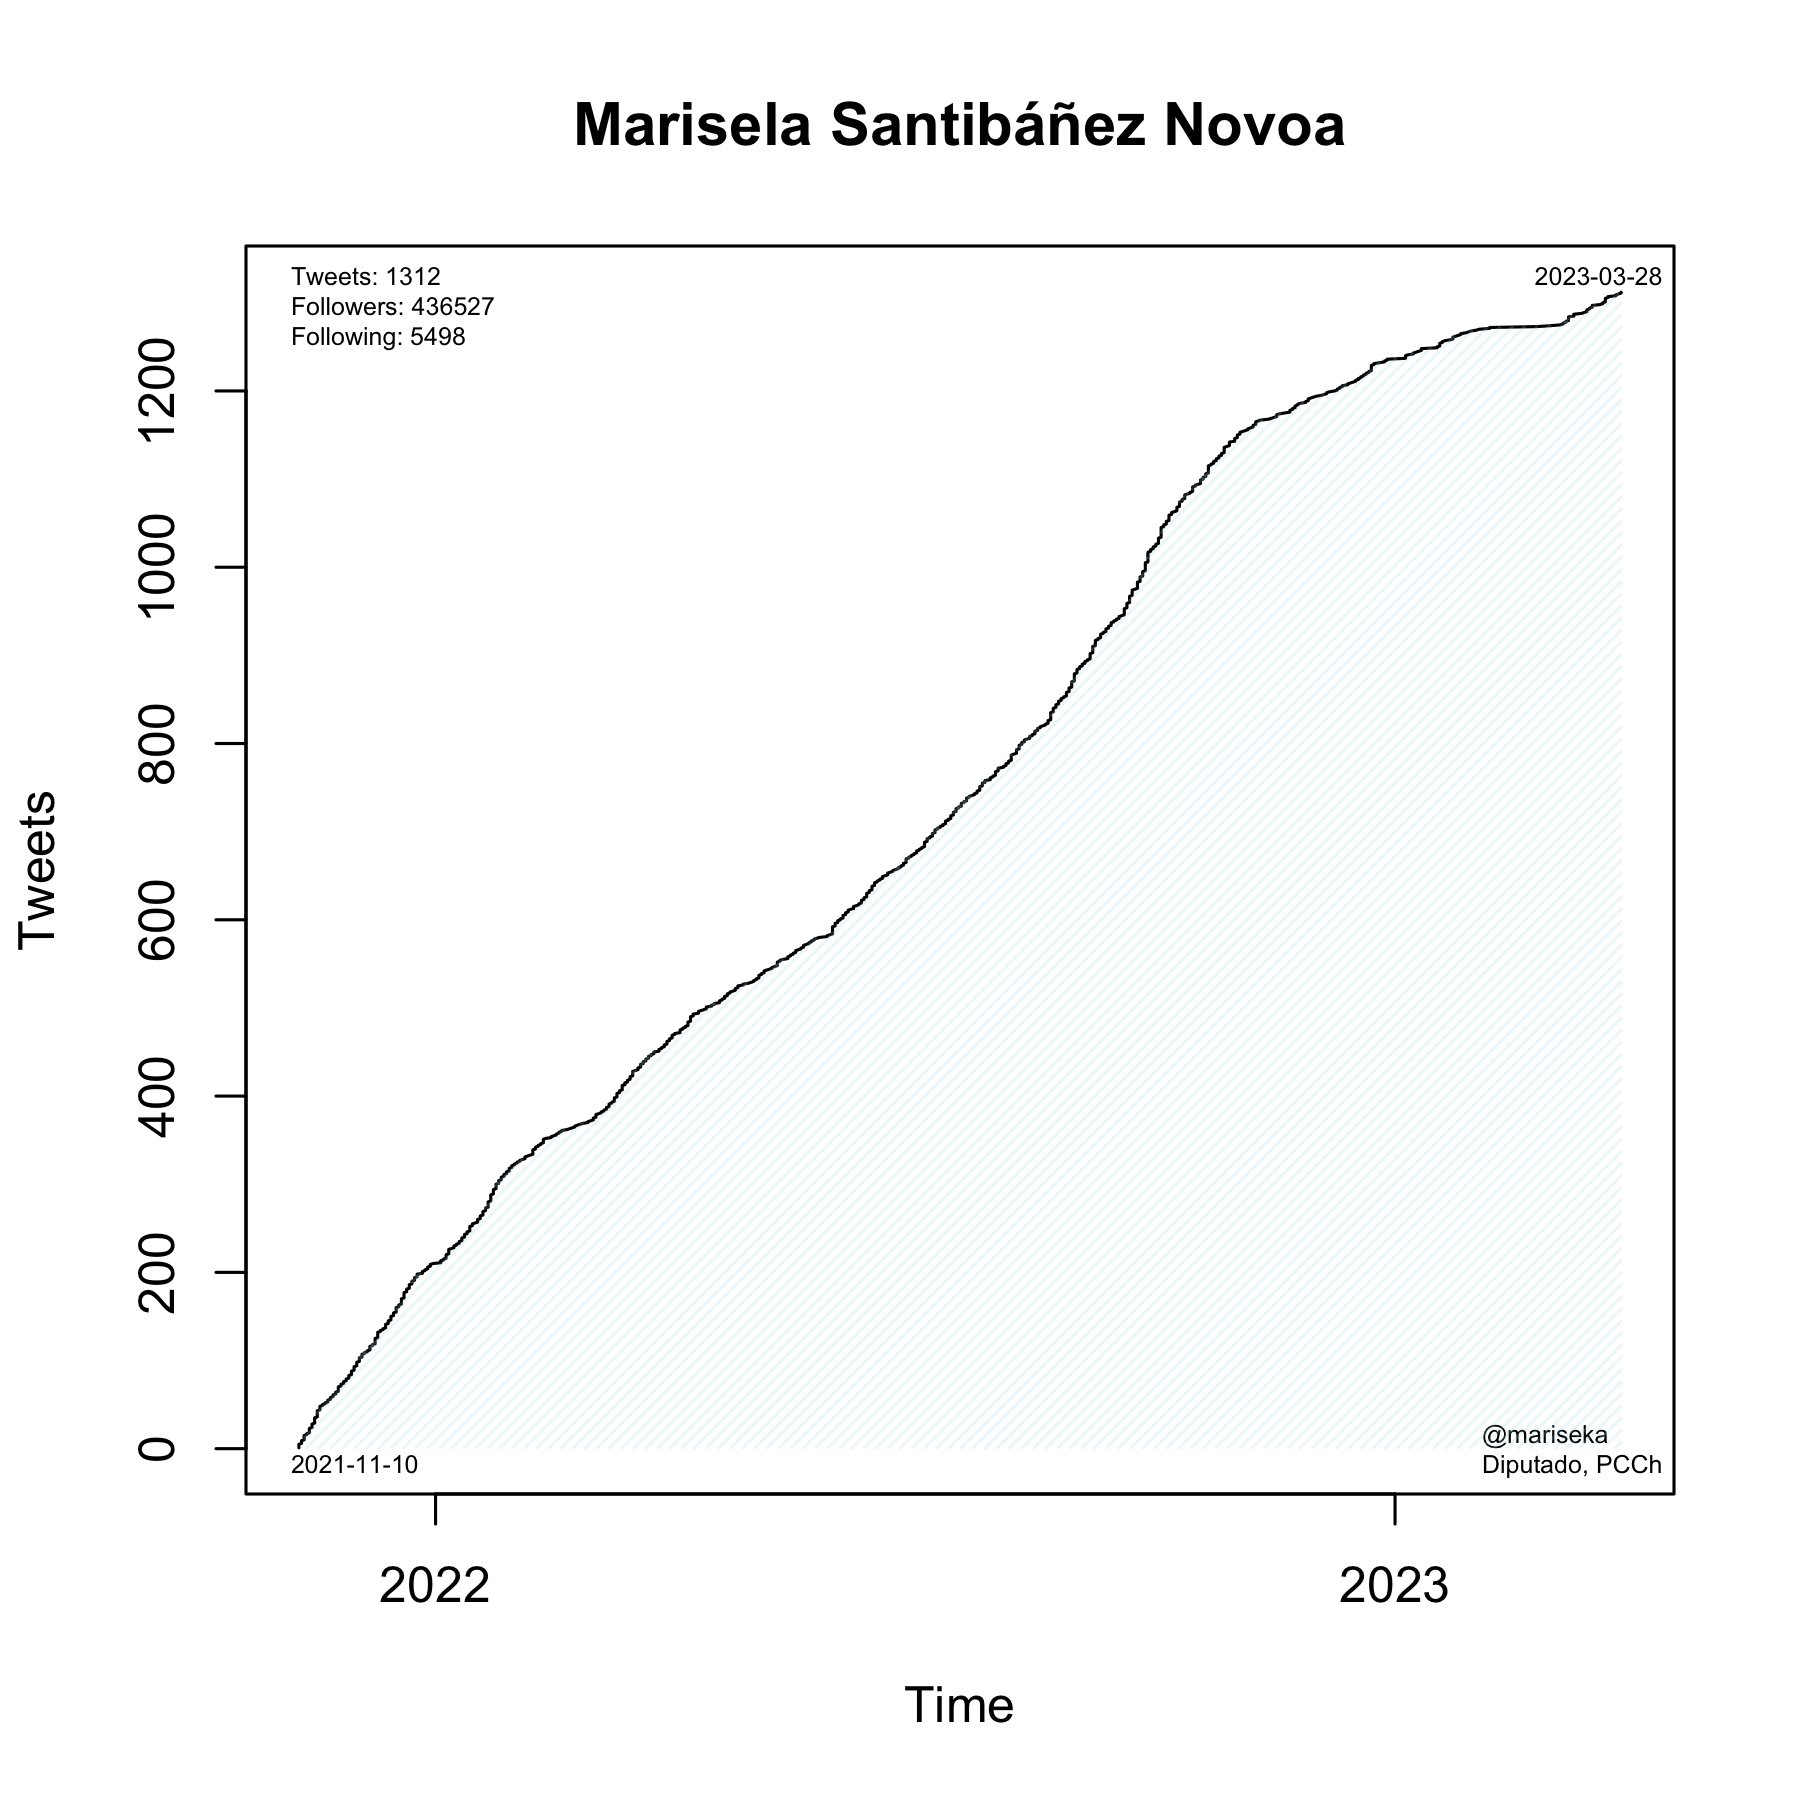 Marisela Santibáñez Novoa
Tweets: 1312
Followers: 436527
Following: 5498
2023-03-28
1200
1000
800
600
400
200
0
Tweets
2021-11-10
@mariseka
Diputado, PCCh
2022
2023
Time